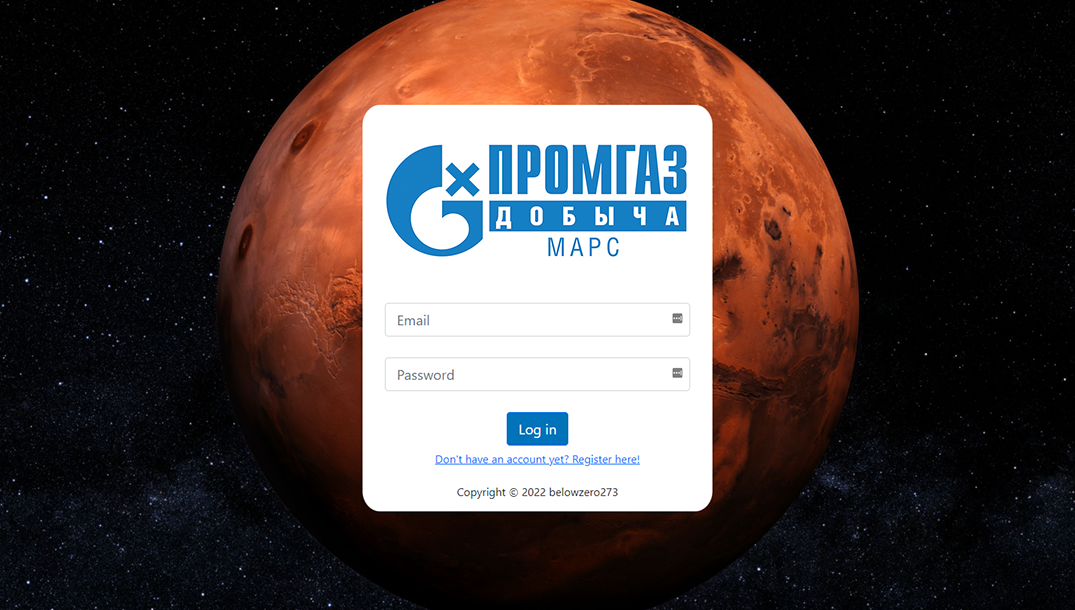 ПРОМГАЗ
ДОБЫЧА
МАРС
Email
Password
Log in
Don't have an account yet? Register here!
Copyright © 2022 belowzero273